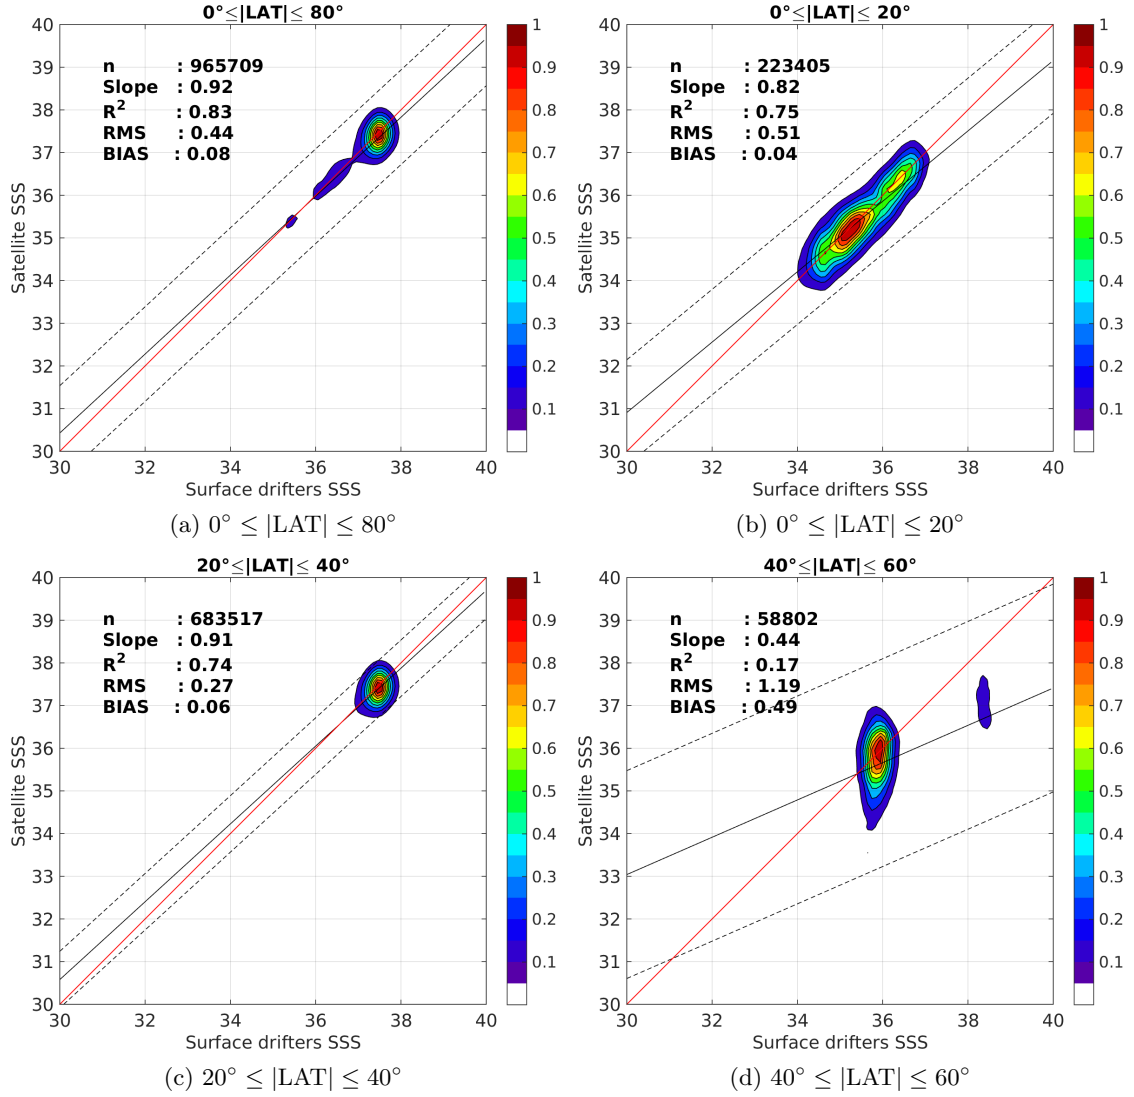 0°≤|LAT|≤ 80°
40
39
38
37
36
35
34
33
32
31
30
30 32 34 36 38 40
Satellite SSS
Surface drifters SSS
n : 965709
Slope : 0.92
R2 : 0.83
RMS : 0.44
BIAS : 0.08
1
0.9
0.8
0.7
0.6
0.5
0.4
0.3
0.2
0.1
(a) 0° ≤ |LAT| ≤ 80°
0°≤|LAT|≤ 20°
40
39
38
37
36
35
34
33
32
31
30
30 32 34 36 38 40
Satellite SSS
Surface drifters SSS
n : 223405
Slope : 0.82
R2 : 0.75
RMS : 0.51
BIAS : 0.04
1
0.9
0.8
0.7
0.6
0.5
0.4
0.3
0.2
0.1
(b) 0° ≤ |LAT| ≤ 20°
20°≤|LAT|≤ 40°
40
39
38
37
36
35
34
33
32
31
30
30 32 34 36 38 40
Satellite SSS
Surface drifters SSS
n : 683517
Slope : 0.91
R2 : 0.74
RMS : 0.27
BIAS : 0.06
1
0.9
0.8
0.7
0.6
0.5
0.4
0.3
0.2
0.1
(c) 20° ≤ |LAT| ≤ 40°
40°≤|LAT|≤ 60°
40
39
38
37
36
35
34
33
32
31
30
30 32 34 36 38 40
Satellite SSS
Surface drifters SSS
n : 58802
Slope : 0.44
R2 : 0.17
RMS : 1.19
BIAS : 0.49
1
0.9
0.8
0.7
0.6
0.5
0.4
0.3
0.2
0.1
(d) 40° ≤ |LAT| ≤ 60°